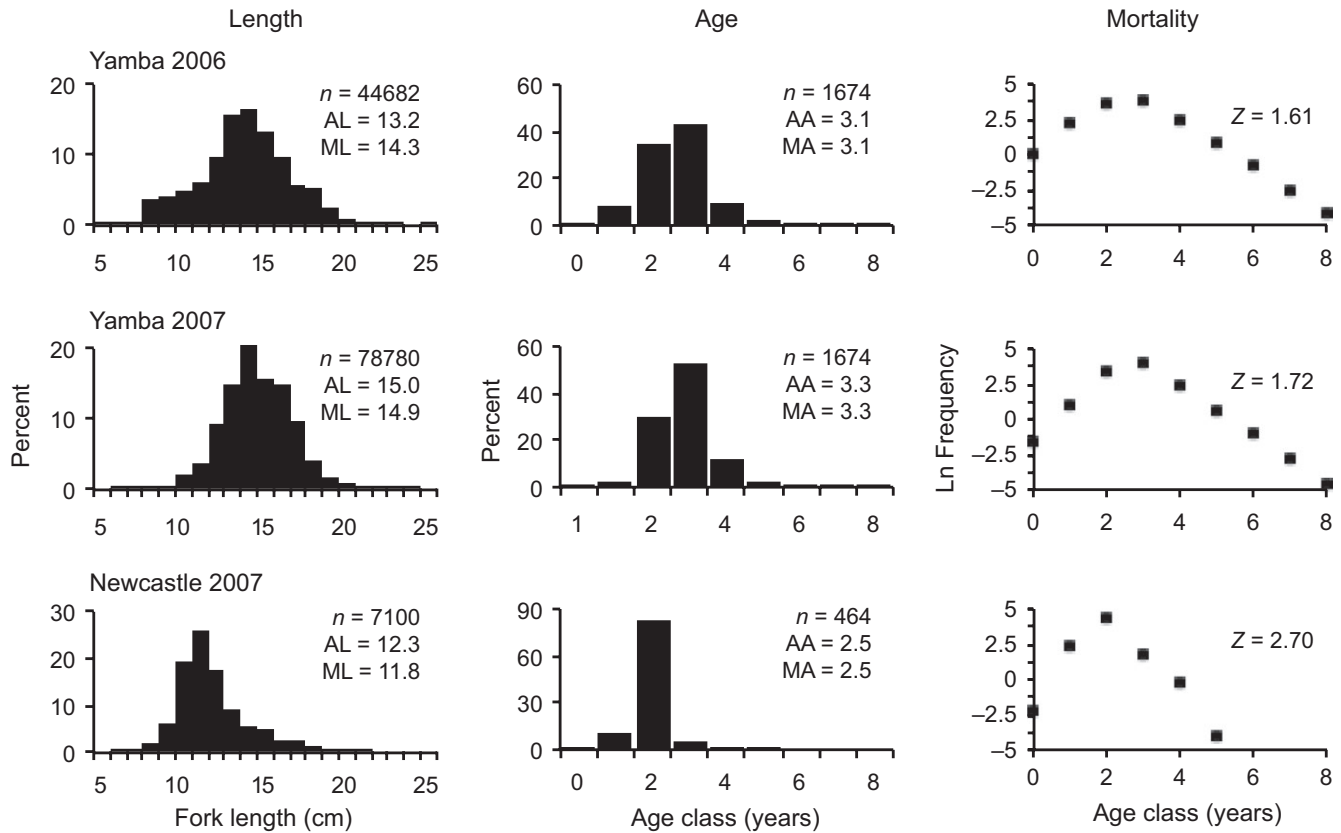 Length Age Mortality
Yamba 2006
20
10
0
5 10 15 20 25
n = 44682
AL = 13.2
ML = 14.3
60
40
20
0
0 2 4 6 8
n = 1674
AA = 3.1
MA = 3.1
5
2.5
0
–2.5
–5
0 2 4 6 8
Z = 1.61
Yamba 2007
Percent
20
10
0
5 10 15 20 25
n = 78780
AL = 15.0
ML = 14.9
Percent
60
40
20
0
1 2 4 6 8
n = 1674
AA = 3.3
MA = 3.3
Ln Frequency
5
2.5
0
–2.5
–5
0 2 4 6 8
Z = 1.72
Newcastle 2007
30
20
10
0
5 10 15 20 25
n = 7100
AL = 12.3
ML = 11.8
Fork length (cm)
90
60
30
0
0 2 4 6 8
n = 464
AA = 2.5
MA = 2.5
Age class (years)
5
2.5
0
–2.5
–5
0 2 4 6 8
Z = 2.70
Age class (years)